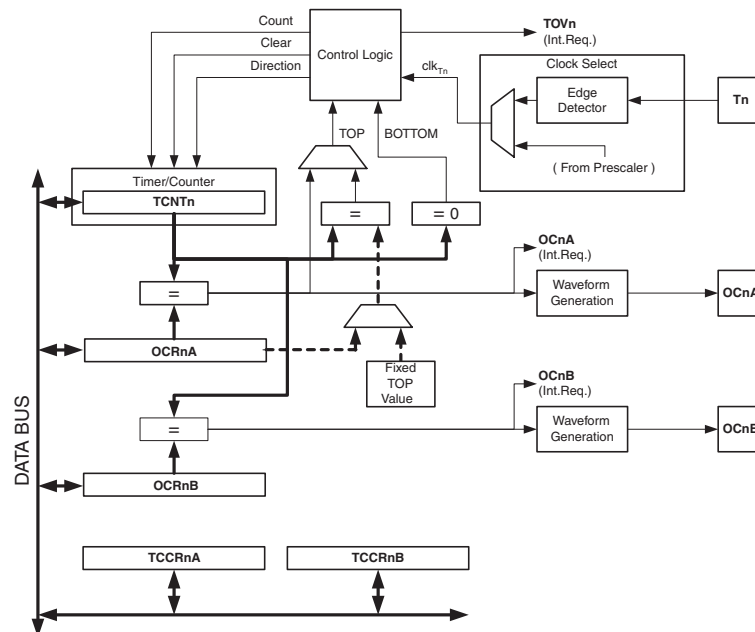 Count
Clear
Direction
Control Logic
TOVn
(Int.Req.)
clkTn
Clock Select
Edge
Detector
Tn
( From Prescaler )
TOP
BOTTOM
Timer/Counter
TCNTn
=
= 0
OCnA
(Int.Req.)
=
Waveform
Generation
OCnA
OCRnA
Fixed
TOP
Value
OCnB
(Int.Req.)
=
Waveform
Generation
OCnB
OCRnB
DATA BUS
TCCRnA
TCCRnB